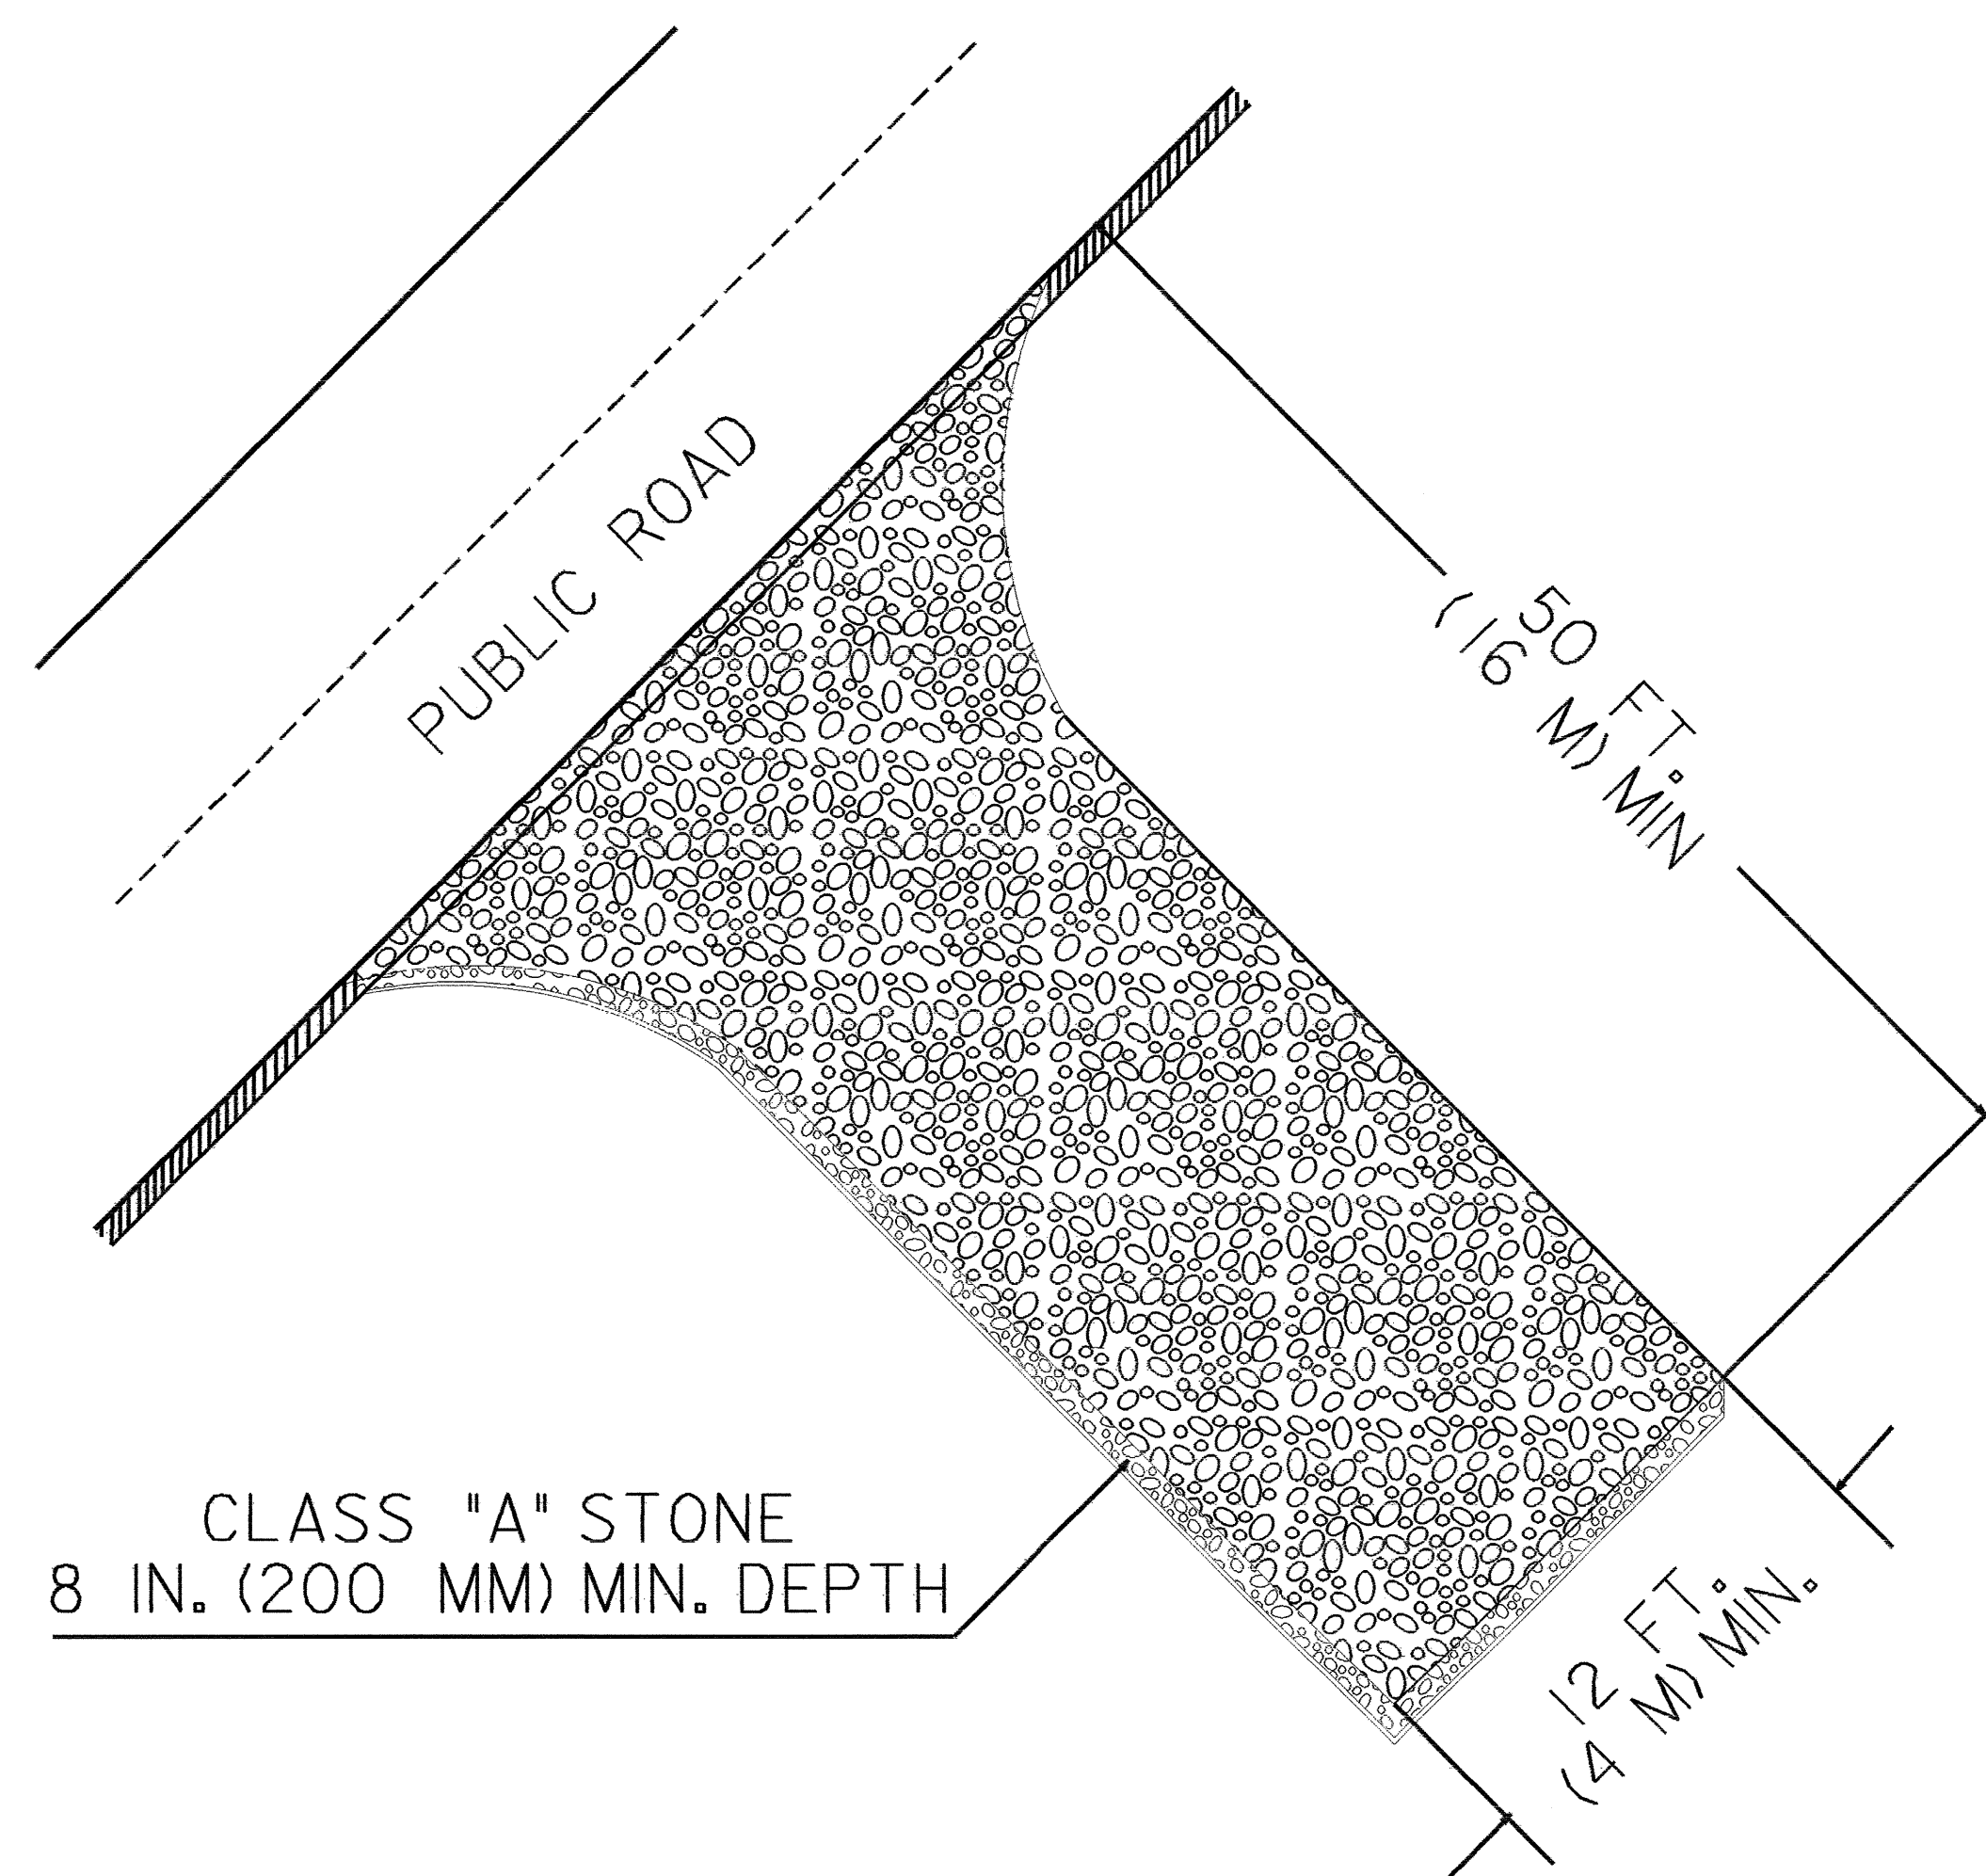 PUBLIC ROAD
50 FT.
(16 M) MIN
CLASS "A" STONE
8 IN. (200 MM) MIN. DEPTH
12 FT.
(4 M) MIN.